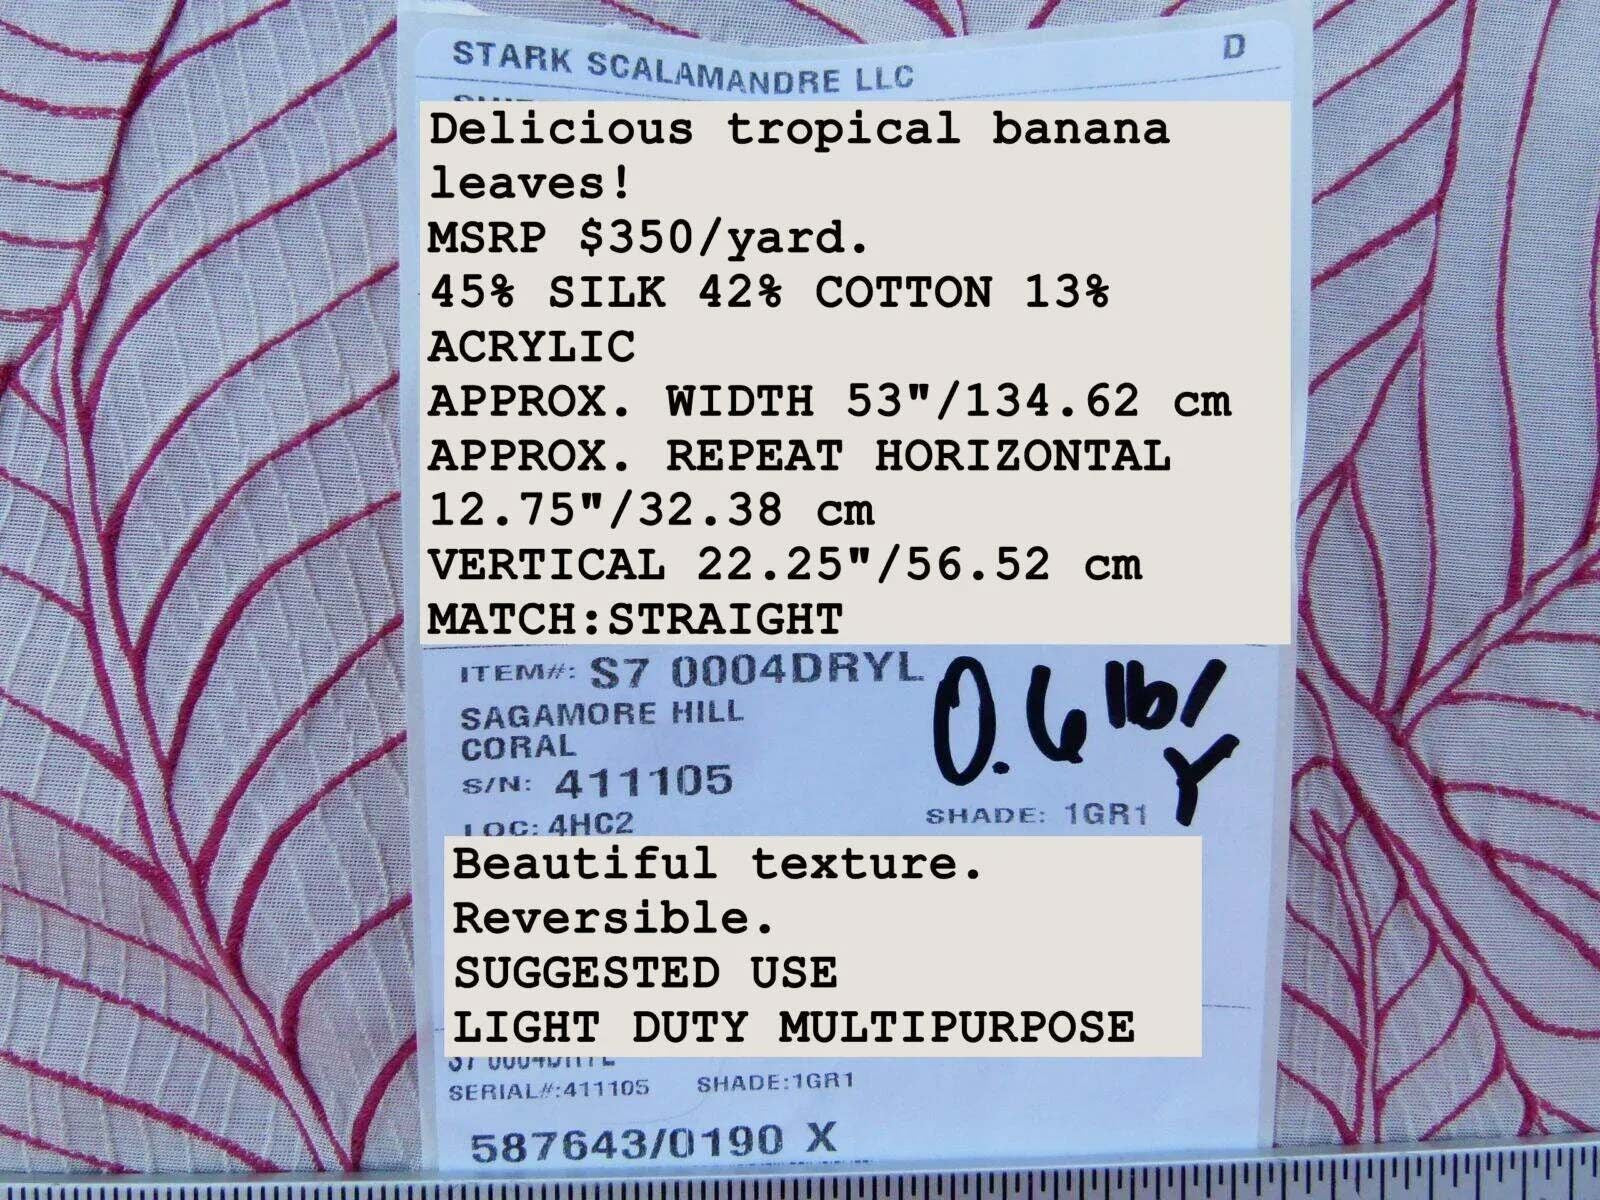 STARK SCALAMANDRE LLC D
Delicious tropical banana
leaves!
MSRP $350/yard.
45% SILK 42% COTTON 13%
ACRYLIC
APPROX. WIDTH 53"/134.62 cm
APPROX. REPEAT HORIZONTAL
12.75"/32.38 cm
VERTICAL 22.25"/56.52 cm
MATCH:STRAIGHT
ITEM#: S7 0004DRYL
0.6 lb/
Y
SAGAMORE HILL
CORAL
S/N: 411105
LOC: 4HC2 SHADE: 1GR1
Beautiful texture.
Reversible.
SUGGESTED USE
LIGHT DUTY MULTIPURPOSE
S7 0004DRYL
SERIAL#:411105 SHADE:1GR1
587643/0190 X